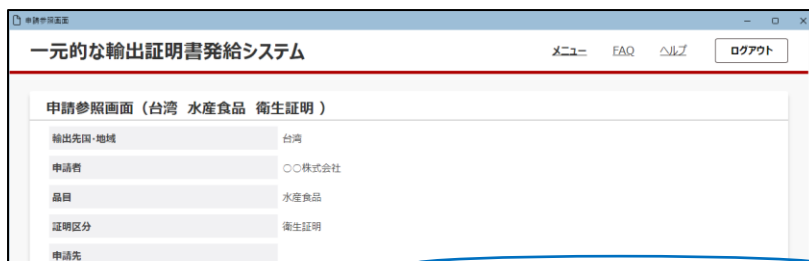 申請参照画面
一元的な輸出証明書発給システム
メニュー FAQ ヘルプ ログアウト
申請参照画面（台湾 水産食品 衛生証明 ）
輸出先国・地域 台湾
申請者 ○○株式会社
品目 水産食品
証明区分 衛生証明
申請先